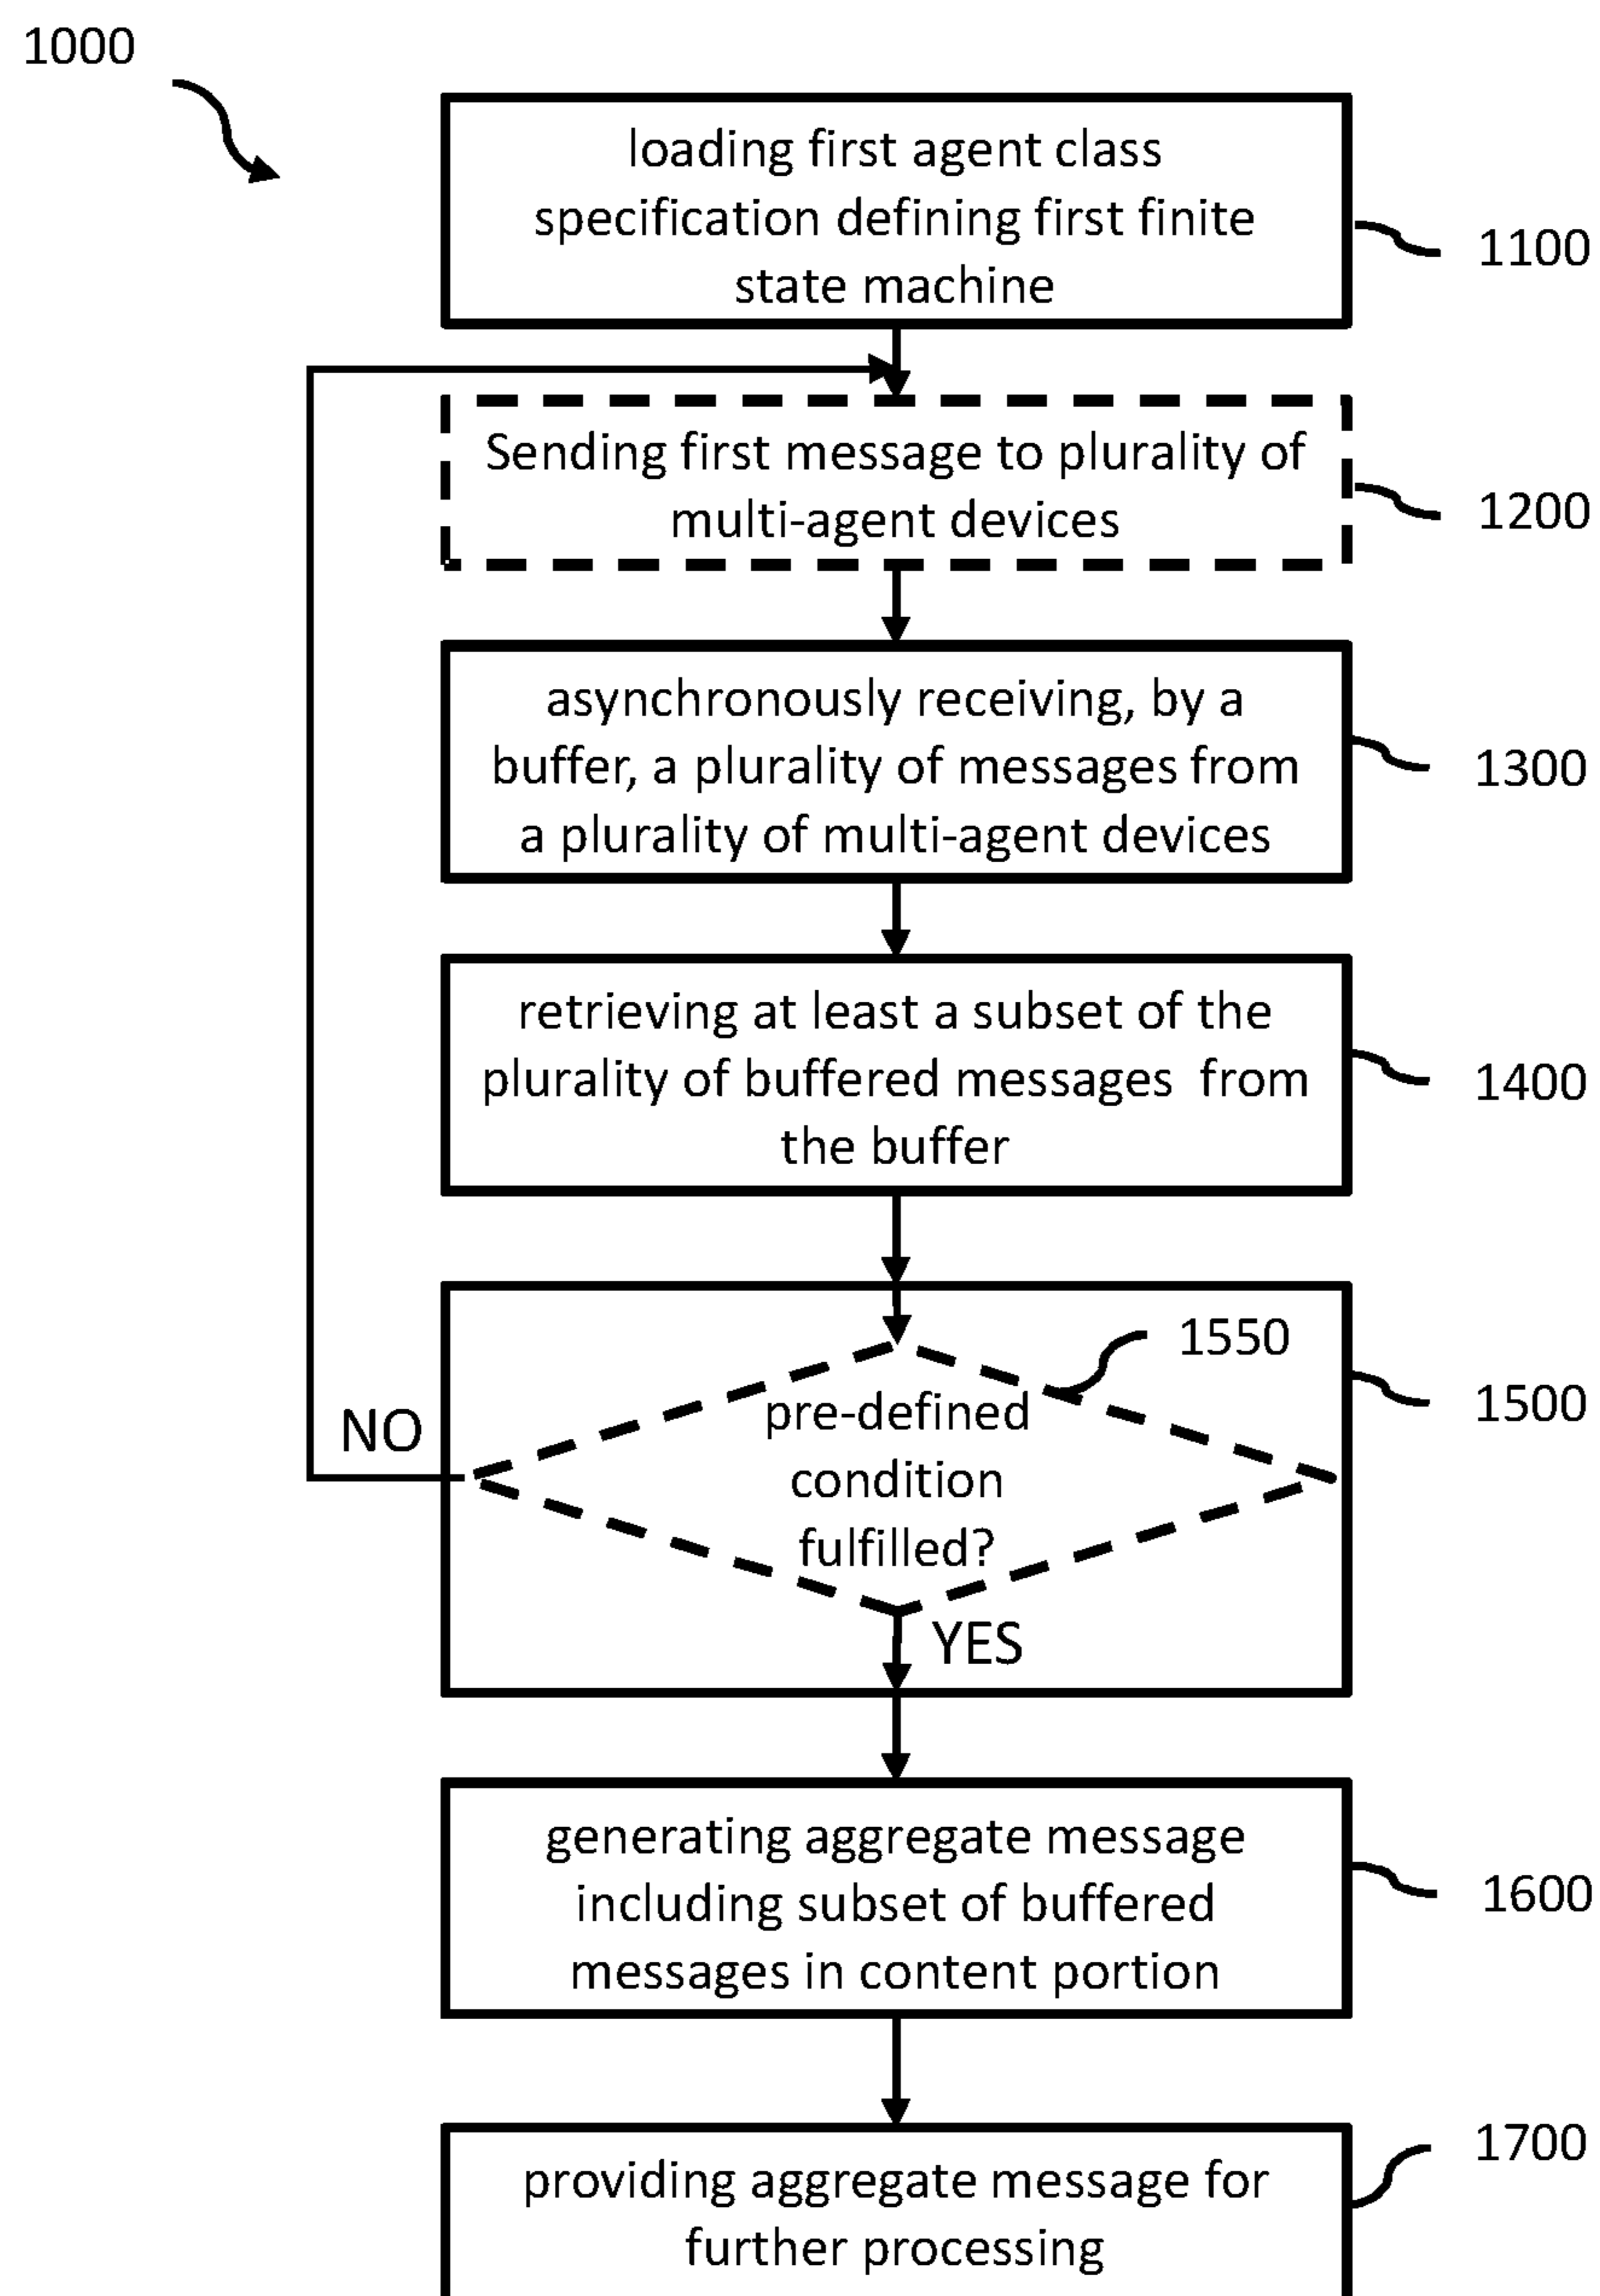 1000
loading first agent class
specification defining first finite
state machine
1100
Sending first message to plurality of
multi-agent devices
1200
asynchronously receiving, by a
buffer, a plurality of messages from
a plurality of multi-agent devices
1300
retrieving at least a subset of the
plurality of buffered messages from
the buffer
1400
1550
pre-defined
condition
fulfilled?
1500
NO
YES
generating aggregate message
including subset of buffered
messages in content portion
1600
providing aggregate message for
further processing
1700